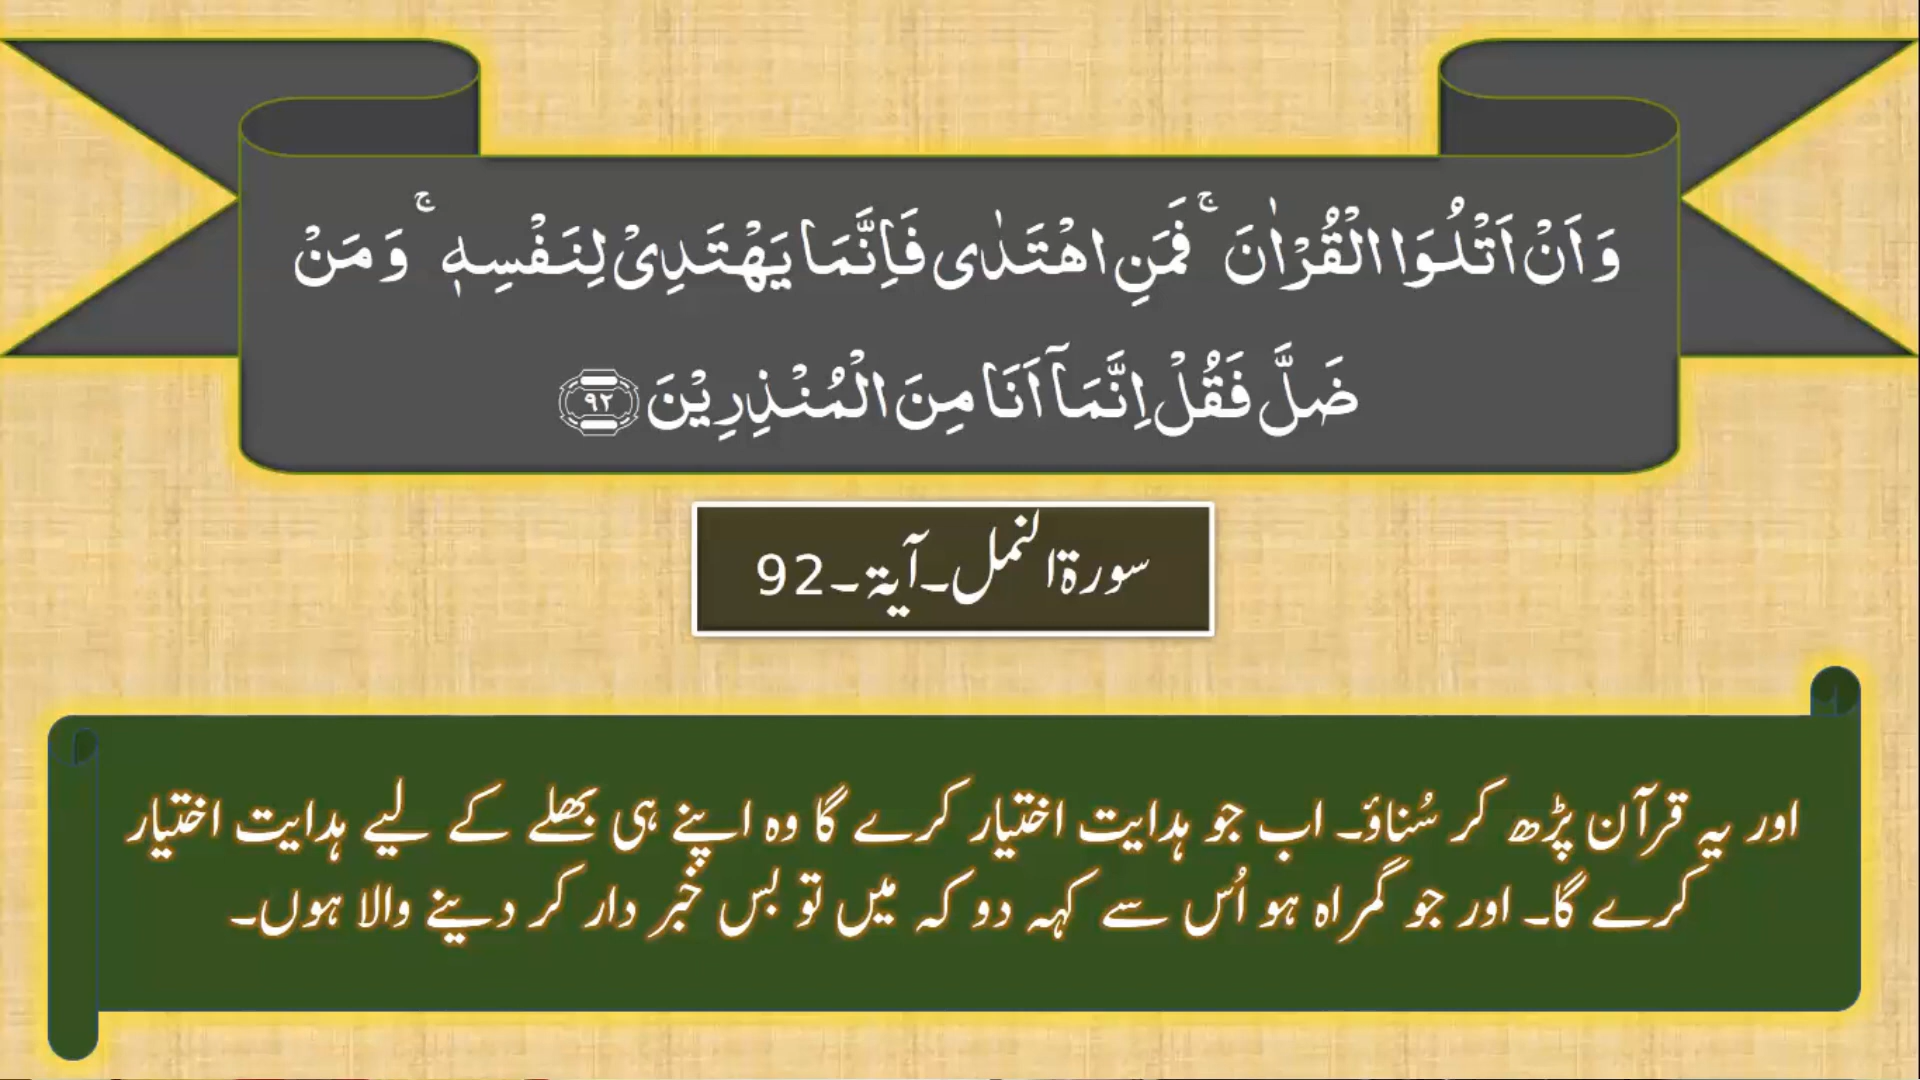 وَاَنْ اَتْلُوَا الْقُرْاٰنَ ۚ فَمَنِ اهْتَدٰى فَاِنَّمَا يَهْتَدِىْ لِنَفْسِهٖ ۚ وَمَنْ
ضَلَّ فَقُلْ اِنَّمَاۤ اَنَا مِنَ الْمُنْذِرِيْنَ ﴿۹۲﴾
سورۃالنمل۔آیۃ۔92
اور یہ قرآن پڑھ کر سُناؤ۔ اب جو ہدایت اختیار کرے گا وہ اپنے ہی بھلے کے لیے ہدایت اختیار
کرے گا۔ اور جو گمراہ ہو اُس سے کہہ دو کہ میں تو بس خبر دار کر دینے والا ہوں۔